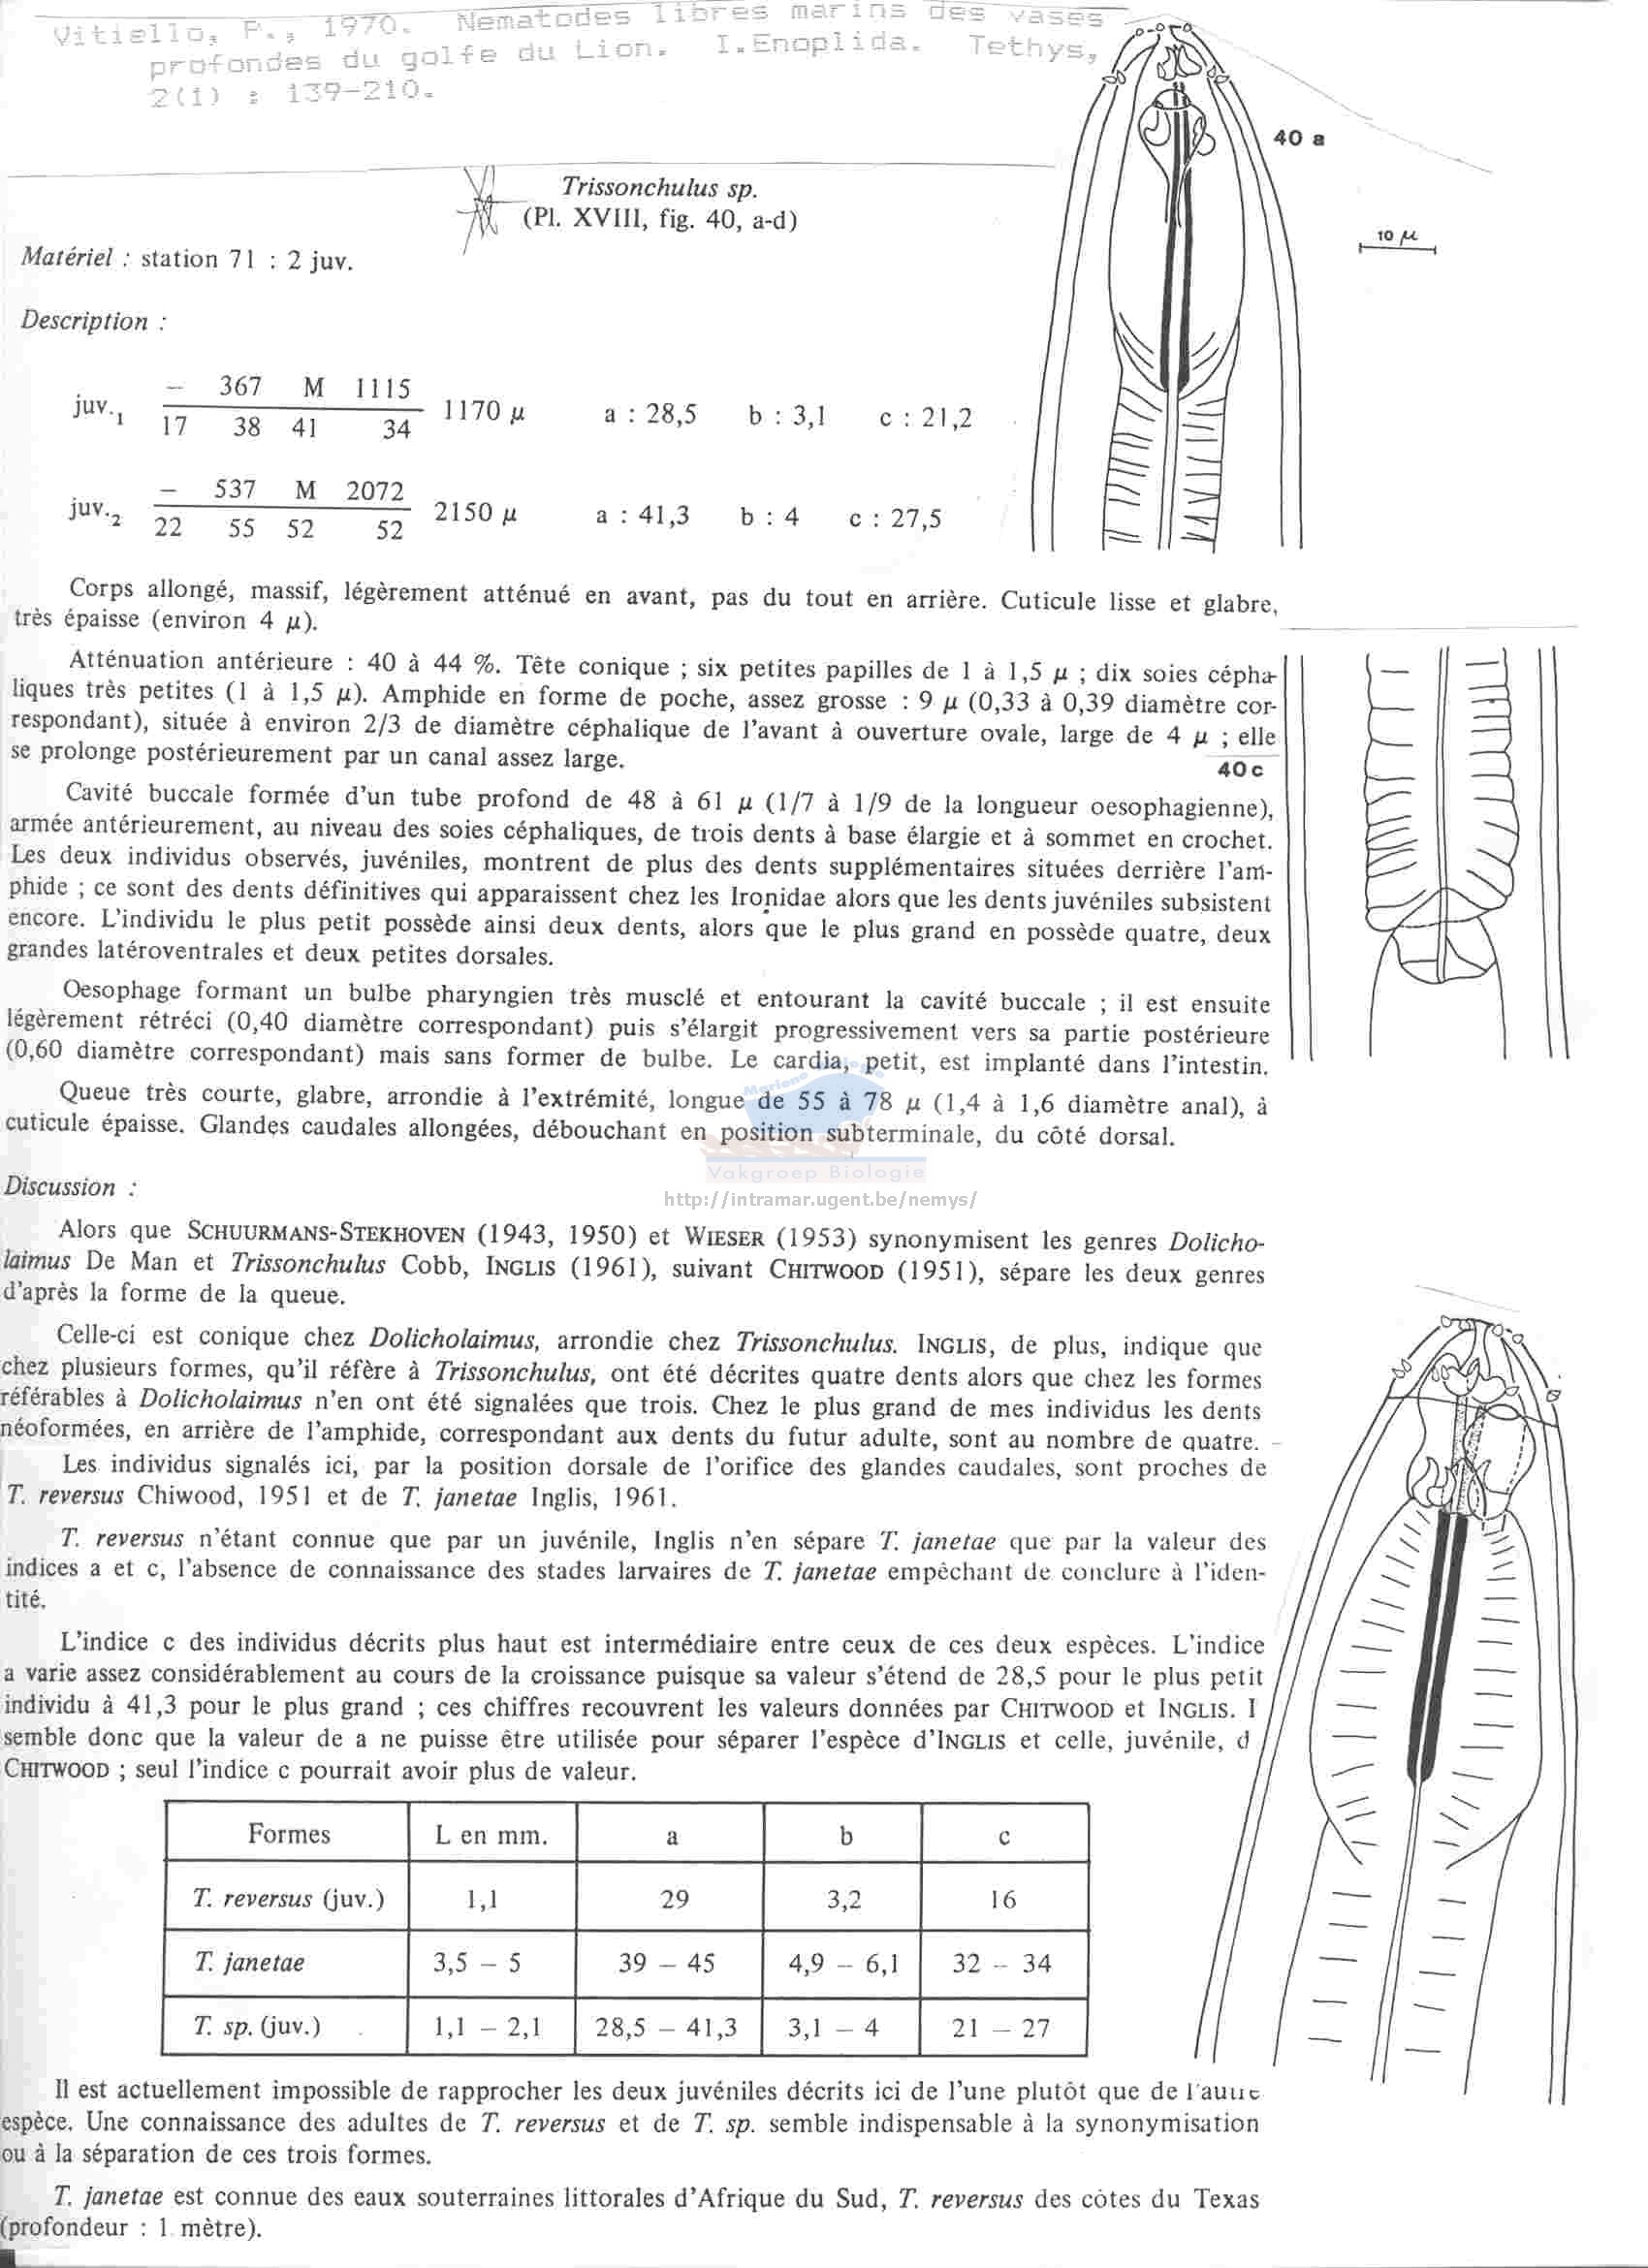 Vitiello, P., 1970. Nematodes libres marins des vases
profondes du golfe du Lion. I.Enoplida. Tethys,
2(1) : 139-210.
40 a
10 μ
Trissonchulus sp.
(Pl. XVIII, fig. 40, a-d)
Matériel : station 71 : 2 juv.
Description :
juv.1 – 367 M 1115
17 38 41 34 1170 μ a : 28,5 b : 3,1 c : 21,2
juv.2 – 537 M 2072
22 55 52 52 2150 μ a : 41,3 b : 4 c : 27,5
Corps allongé, massif, légèrement atténué en avant, pas du tout en arrière. Cuticule lisse et glabre,
très épaisse (environ 4 μ).
Atténuation antérieure : 40 à 44 %. Tête conique ; six petites papilles de 1 à 1,5 μ ; dix soies cépha-
liques très petites (1 à 1,5 μ). Amphide en forme de poche, assez grosse : 9 μ (0,33 à 0,39 diamètre cor-
respondant), située à environ 2/3 de diamètre céphalique de l'avant à ouverture ovale, large de 4 μ ; elle
se prolonge postérieurement par un canal assez large.
40 c
Cavité buccale formée d'un tube profond de 48 à 61 μ (1/7 à 1/9 de la longueur oesophagienne),
armée antérieurement, au niveau des soies céphaliques, de trois dents à base élargie et à sommet en crochet.
Les deux individus observés, juvéniles, montrent de plus des dents supplémentaires situées derrière l'am-
phide ; ce sont des dents définitives qui apparaissent chez les Ironidae alors que les dents juvéniles subsistent
encore. L'individu le plus petit possède ainsi deux dents, alors que le plus grand en possède quatre, deux
grandes latéroventrales et deux petites dorsales.
Oesophage formant un bulbe pharyngien très musclé et entourant la cavité buccale ; il est ensuite
légèrement rétréci (0,40 diamètre correspondant) puis s'élargit progressivement vers sa partie postérieure
(0,60 diamètre correspondant) mais sans former de bulbe. Le cardia, petit, est implanté dans l'intestin.
Queue très courte, glabre, arrondie à l'extrémité, longue de 55 à 78 μ (1,4 à 1,6 diamètre anal), à
cuticule épaisse. Glandes caudales allongées, débouchant en position subterminale, du côté dorsal.
Vakgroep Biologie
http://intramar.ugent.be/nemys/
Discussion :
Alors que SCHUURMANS-STEKHOVEN (1943, 1950) et WIESER (1953) synonymisent les genres Dolicho-
laimus De Man et Trissonchulus Cobb, INGLIS (1961), suivant CHITWOOD (1951), sépare les deux genres
d'après la forme de la queue.
Celle-ci est conique chez Dolicholaimus, arrondie chez Trissonchulus. INGLIS, de plus, indique que
chez plusieurs formes, qu'il réfère à Trissonchulus, ont été décrites quatre dents alors que chez les formes
référables à Dolicholaimus n'en ont été signalées que trois. Chez le plus grand de mes individus les dents
néoformées, en arrière de l'amphide, correspondant aux dents du futur adulte, sont au nombre de quatre.
Les individus signalés ici, par la position dorsale de l'orifice des glandes caudales, sont proches de
T. reversus Chiwood, 1951 et de T. janetae Inglis, 1961.
T. reversus n'étant connue que par un juvénile, Inglis n'en sépare T. janetae que par la valeur des
indices a et c, l'absence de connaissance des stades larvaires de T. janetae empêchant de conclure à l'iden-
tité.
L'indice c des individus décrits plus haut est intermédiaire entre ceux de ces deux espèces. L'indice
a varie assez considérablement au cours de la croissance puisque sa valeur s'étend de 28,5 pour le plus petit
individu à 41,3 pour le plus grand ; ces chiffres recouvrent les valeurs données par CHITWOOD et INGLIS. I
semble donc que la valeur de a ne puisse être utilisée pour séparer l'espèce d'INGLIS et celle, juvénile, d
CHITWOOD ; seul l'indice c pourrait avoir plus de valeur.
Formes L en mm. a b c
T. reversus (juv.) 1,1 29 3,2 16
T. janetae 3,5 – 5 39 – 45 4,9 – 6,1 32 – 34
T. sp. (juv.) 1,1 – 2,1 28,5 – 41,3 3,1 – 4 21 – 27
Il est actuellement impossible de rapprocher les deux juvéniles décrits ici de l'une plutôt que de l'autre
espèce. Une connaissance des adultes de T. reversus et de T. sp. semble indispensable à la synonymisation
ou à la séparation de ces trois formes.
T. janetae est connue des eaux souterraines littorales d'Afrique du Sud, T. reversus des côtes du Texas
(profondeur : 1 mètre).